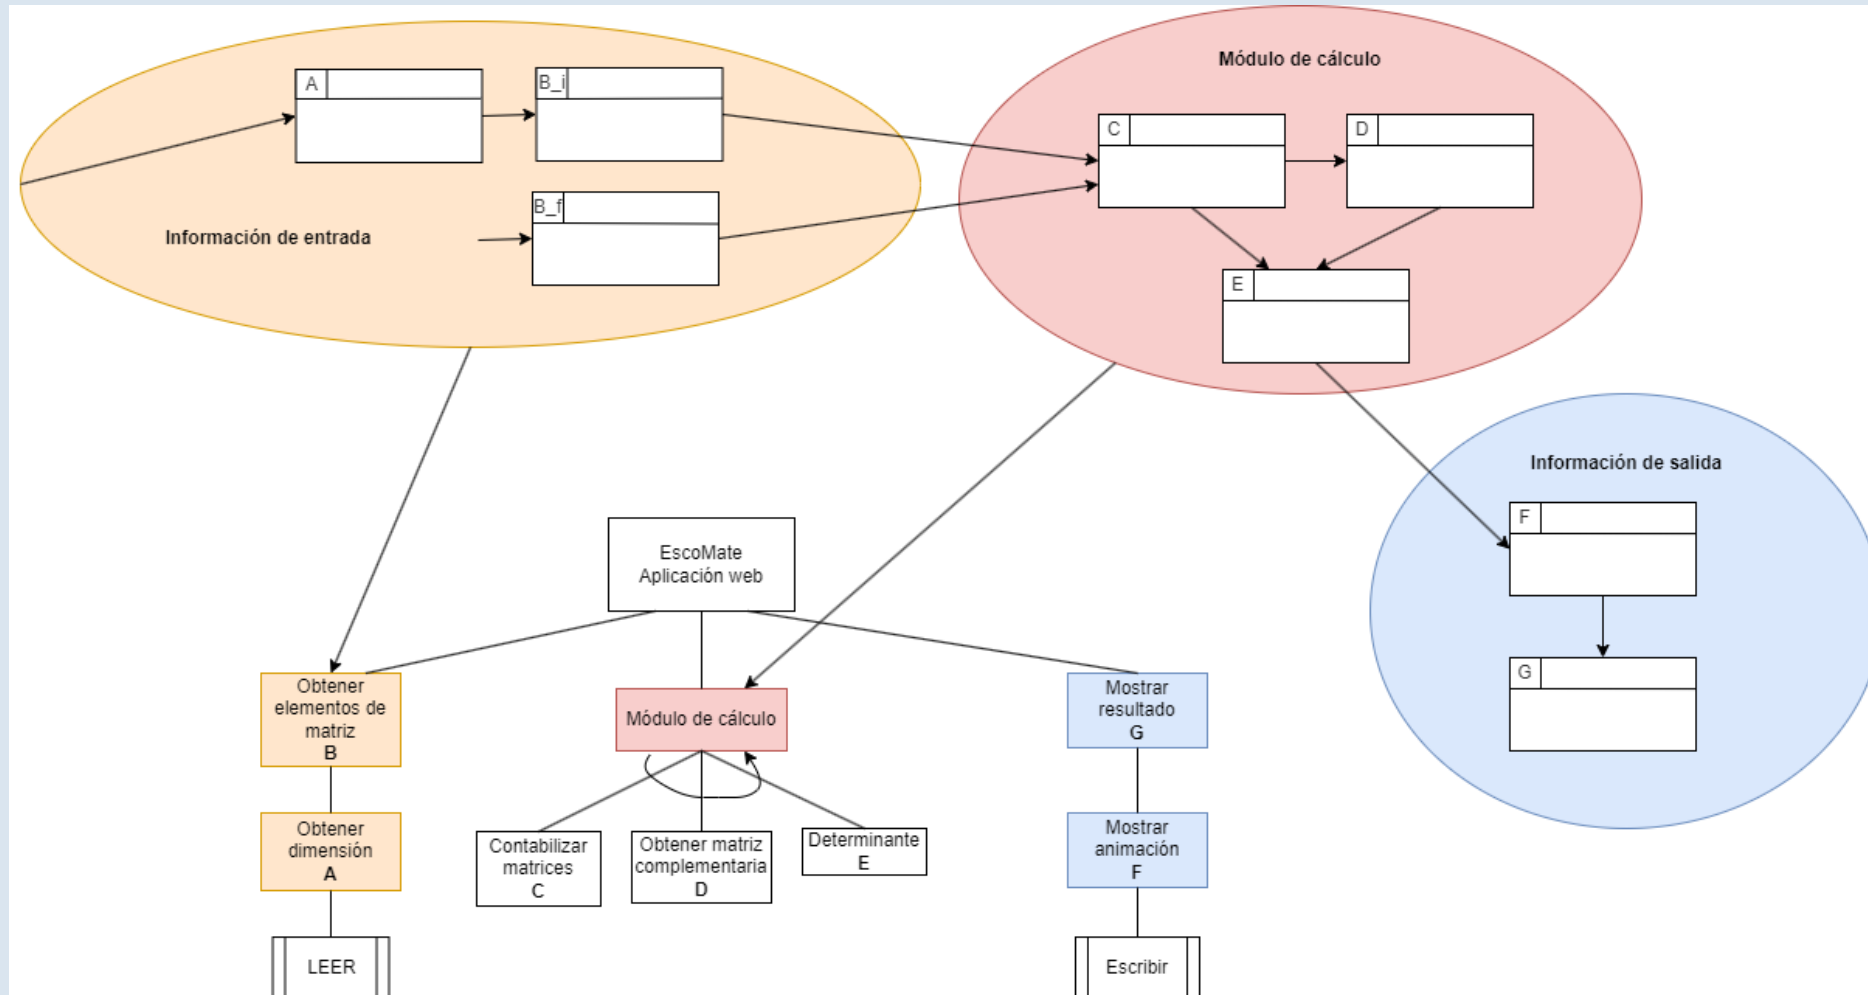 Módulo de cálculo
A
B_i
C
D
B_f
Información de entrada
E
Información de salida
F
G
EscoMate
Aplicación web
Obtener
elementos de
matriz
B
Módulo de cálculo
Mostrar
resultado
G
Obtener
dimensión
A
Contabilizar
matrices
C
Obtener matriz
complementaria
D
Determinante
E
Mostrar
animación
F
LEER
Escribir